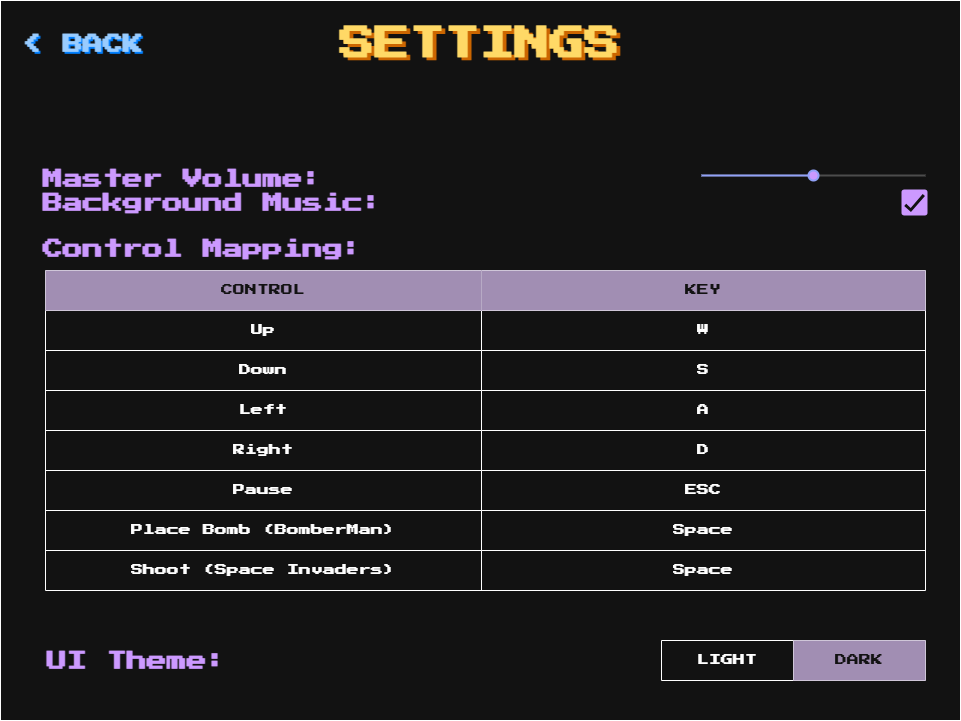 < BACK
SETTINGS
Master Volume:
Background Music:
Control Mapping:
CONTROL KEY
Up W
Down S
Left A
Right D
Pause ESC
Place Bomb (BomberMan) Space
Shoot (Space Invaders) Space
UI Theme: LIGHT DARK